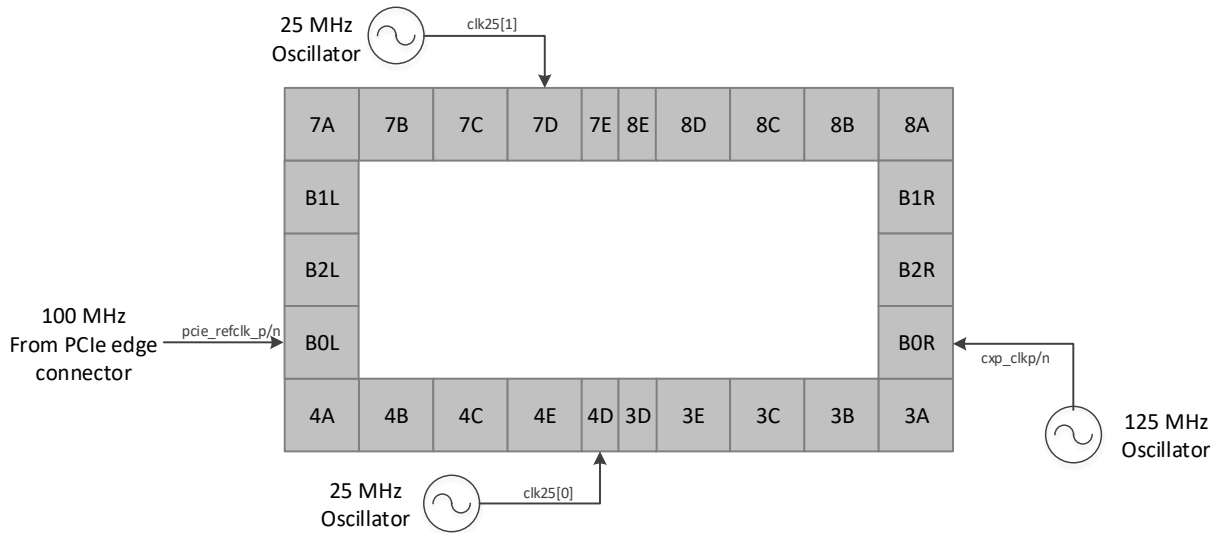 25 MHz
Oscillator
clk25[1]
7A 7B 7C 7D 7E 8E 8D 8C 8B 8A
B1L B1R
B2L B2R
100 MHz
From PCIe edge
connector
pcie_refclk_p/n
B0L B0R
cxp_clkp/n
4A 4B 4C 4E 4D 3D 3E 3C 3B 3A
125 MHz
Oscillator
25 MHz
Oscillator
clk25[0]